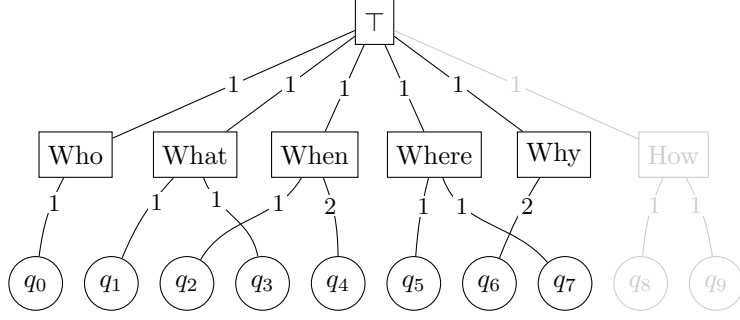 ⊤
1 1 1 1 1 1
Who What When Where Why How
1 1 1 1 2 1 1 2 1 1
q0 q1 q2 q3 q4 q5 q6 q7 q8 q9